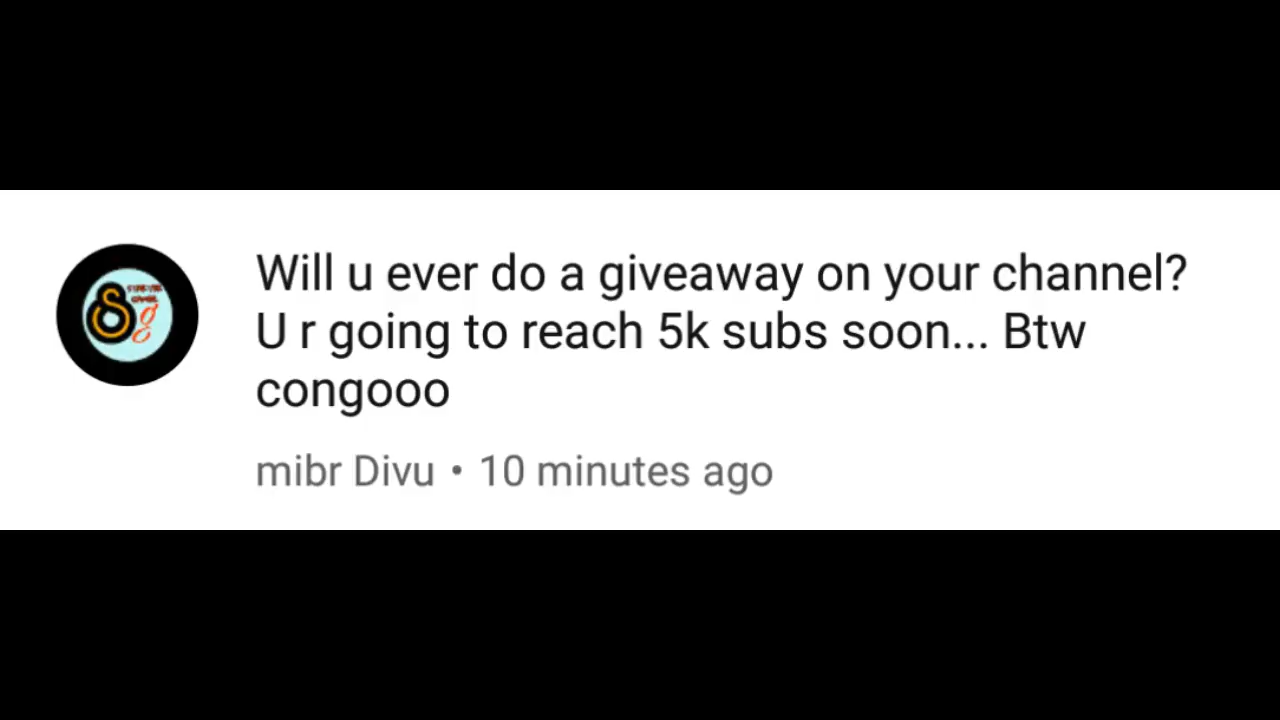 Will u ever do a giveaway on your channel?
U r going to reach 5k subs soon... Btw
congooo
mibr Divu • 10 minutes ago